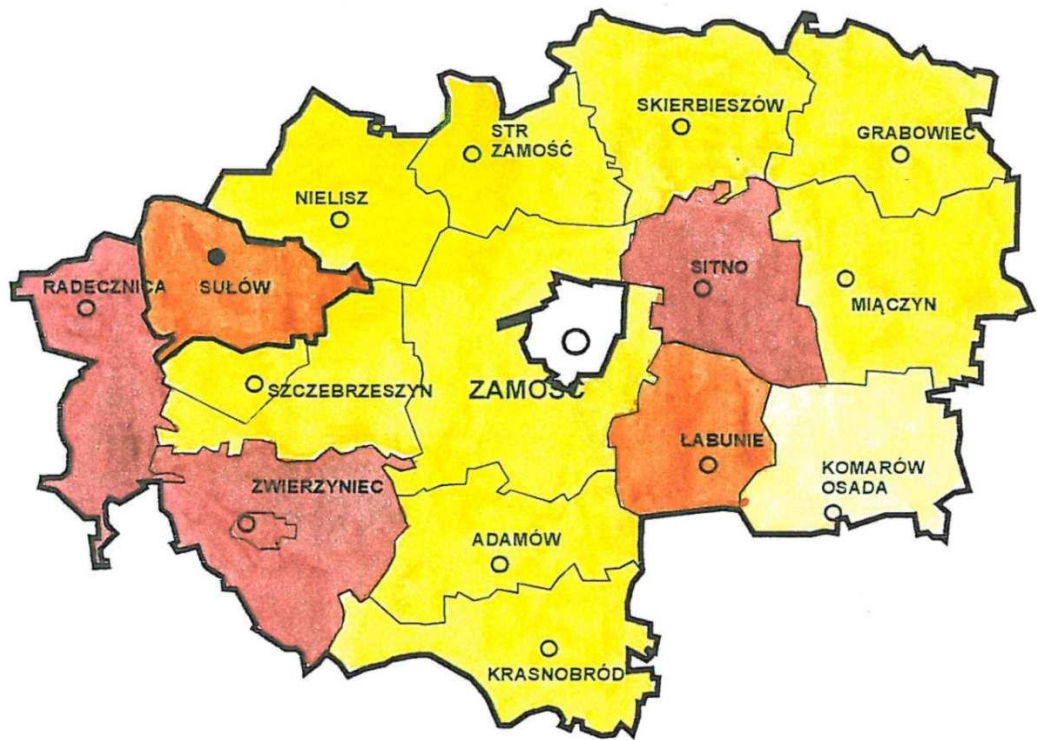 SKIERBIESZÓW
GRABOWIEC
STR
ZAMOŚĆ
NIELISZ
SITNO
RADECZNICA
SUŁÓW
MIĄCZYN
SZCZEBRZESZYN
ZAMOŚĆ
ŁABUNIE
KOMARÓW
OSADA
ZWIERZYNIEC
ADAMÓW
KRASNOBRÓD